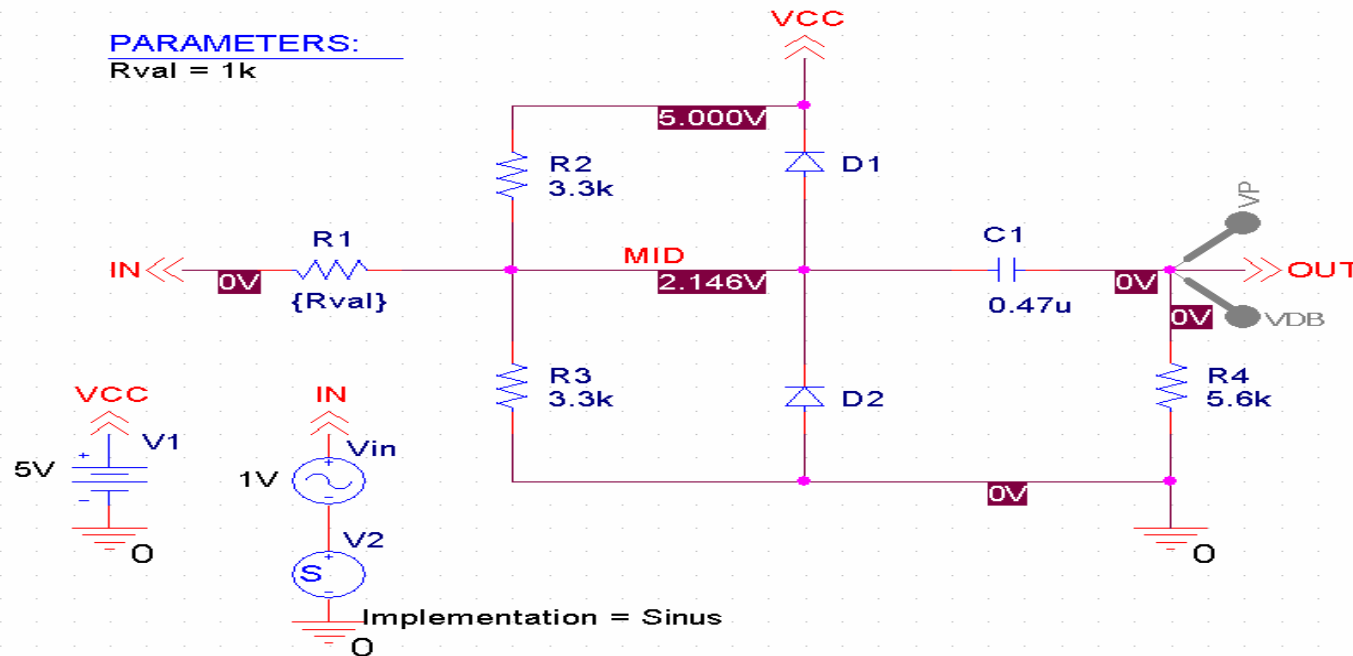 VCC
PARAMETERS:
Rval = 1k
5.000V
R2
3.3k
D1
VP
R1
MID
C1
IN
0V
2.146V
0V
OUT
{Rval}
0.47u
0V
VDB
R3
3.3k
D2
R4
5.6k
VCC
IN
V1
Vin
5V
1V
0V
V2
0
0
S
Implementation = Sinus
0